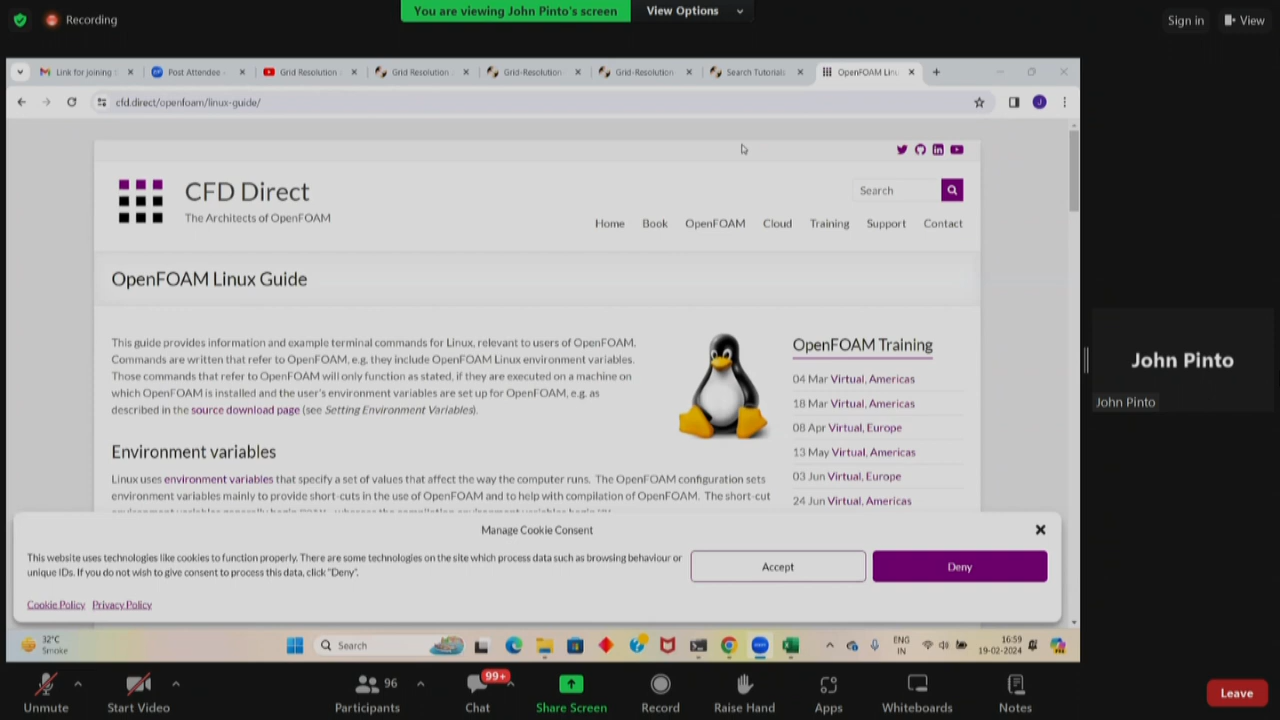 Recording
You are viewing John Pinto's screen
View Options
Sign in
View
Link for joining
Post Attendee -
Grid Resolution
Grid Resolution
Grid-Resolution
Grid-Resolution
Search Tutorials
OpenFOAM Linu
cfd.direct/openfoam/linux-guide/
CFD Direct
The Architects of OpenFOAM
Search
Home
Book
OpenFOAM
Cloud
Training
Support
Contact
OpenFOAM Linux Guide
This guide provides information and example terminal commands for Linux, relevant to users of OpenFOAM.
Commands are written that refer to OpenFOAM, e.g. they include OpenFOAM Linux environment variables.
Those commands that refer to OpenFOAM will only function as stated, if they are executed on a machine on
which OpenFOAM is installed and the user's environment variables are set up for OpenFOAM, e.g. as
described in the source download page (see Setting Environment Variables).
OpenFOAM Training
04 Mar Virtual, Americas
18 Mar Virtual, Americas
08 Apr Virtual, Europe
13 May Virtual, Americas
03 Jun Virtual, Europe
24 Jun Virtual, Americas
Environment variables
Linux uses environment variables that specify a set of values that affect the way the computer runs. The OpenFOAM configuration sets
environment variables mainly to provide short-cuts in the use of OpenFOAM and to help with compilation of OpenFOAM. The short-cut
Manage Cookie Consent
This website uses technologies like cookies to function properly. There are some technologies on the site which process data such as browsing behaviour or
unique IDs. If you do not wish to give consent to process this data, click "Deny".
Accept
Deny
Cookie Policy
Privacy Policy
John Pinto
John Pinto
32°C
Smoke
Search
ENG
IN
16:59
19-02-2024
Unmute
Start Video
96
Participants
99+
Chat
Share Screen
Record
Raise Hand
Apps
Whiteboards
Notes
Leave